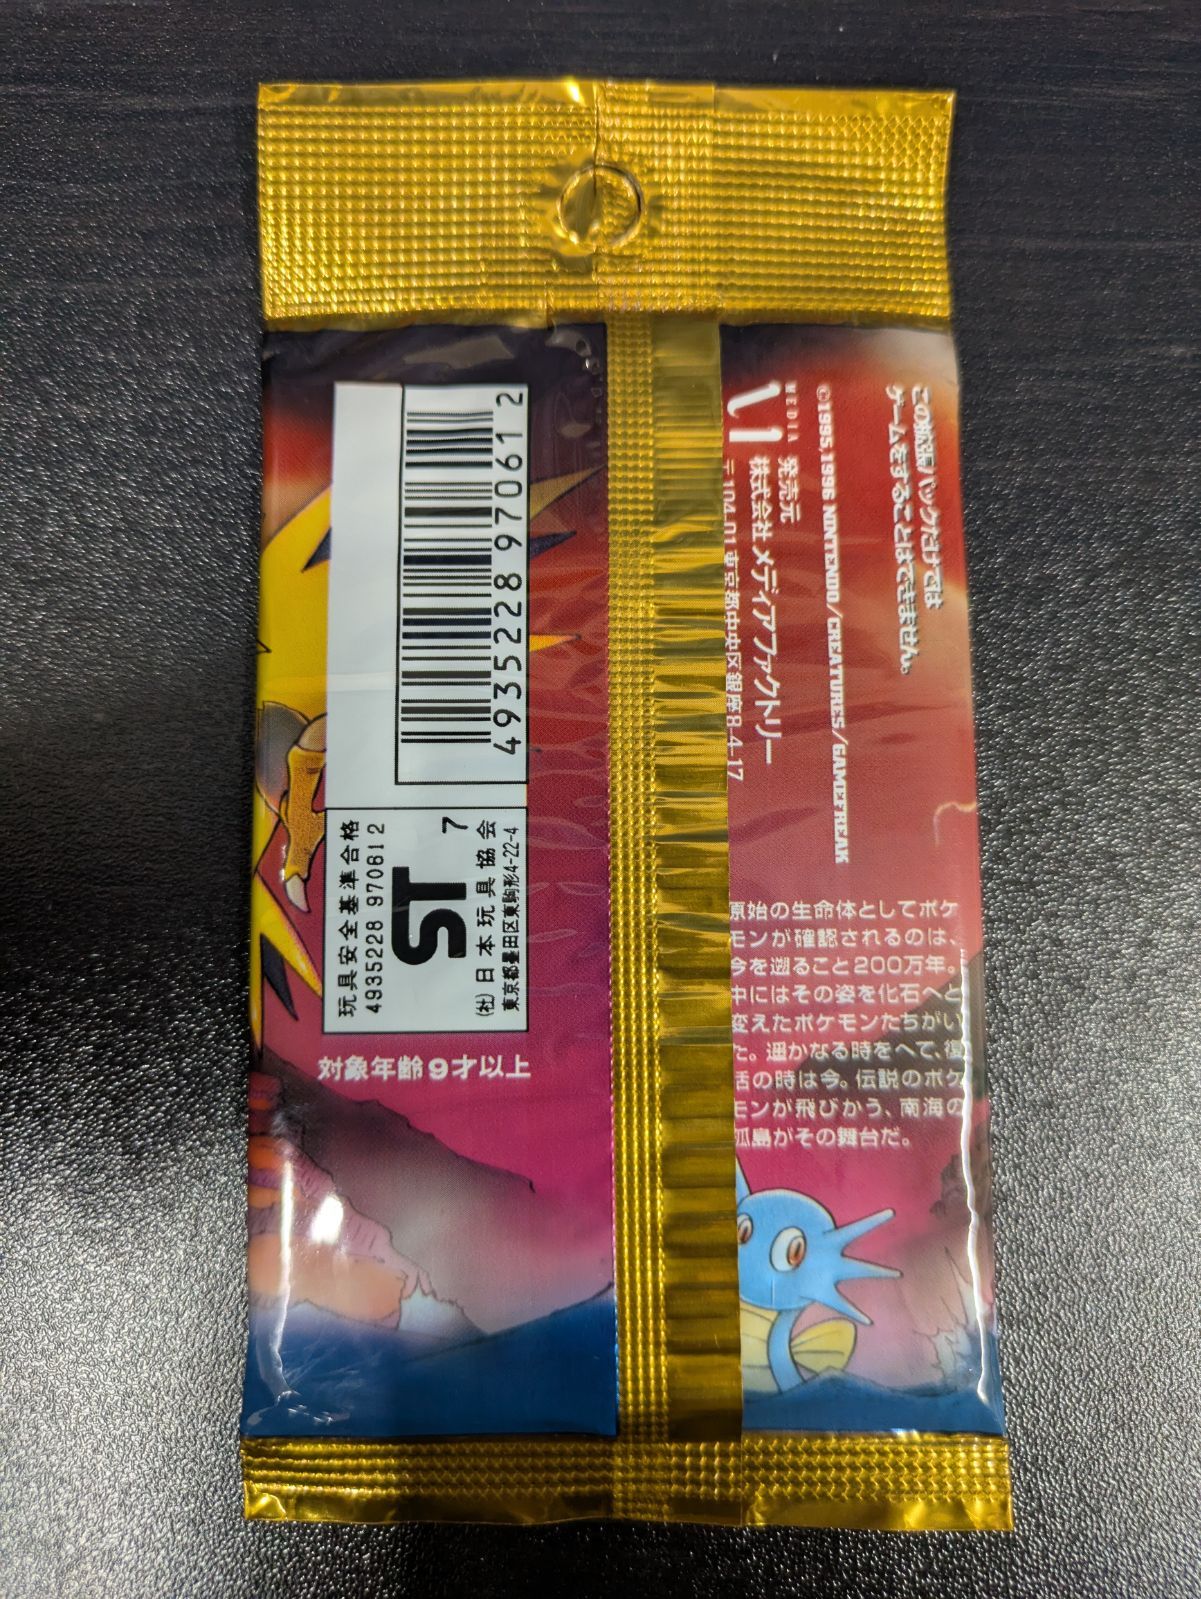 4935228970612
玩具安全基準合格
4935228 970612
ST
7
(社)日本玩具協会
東京都墨田区東駒形4-22-4
対象年齢9才以上
この拡張パックだけでは
ゲームをすることはできません。
©1995,1996 NINTENDO/CREATURES/GAMEFREAK
MEDIA
発売元
株式会社メディアファクトリー
〒104-01 東京都中央区銀座8-4-17
原始の生命体としてポケ
モンが確認されるのは、
今を遡ること200万年。
中にはその姿を化石へと
変えたポケモンたちがい
た。遥かなる時をへて、復
活の時は今。伝説のポケ
モンが飛びかう、南海の
孤島がその舞台だ。